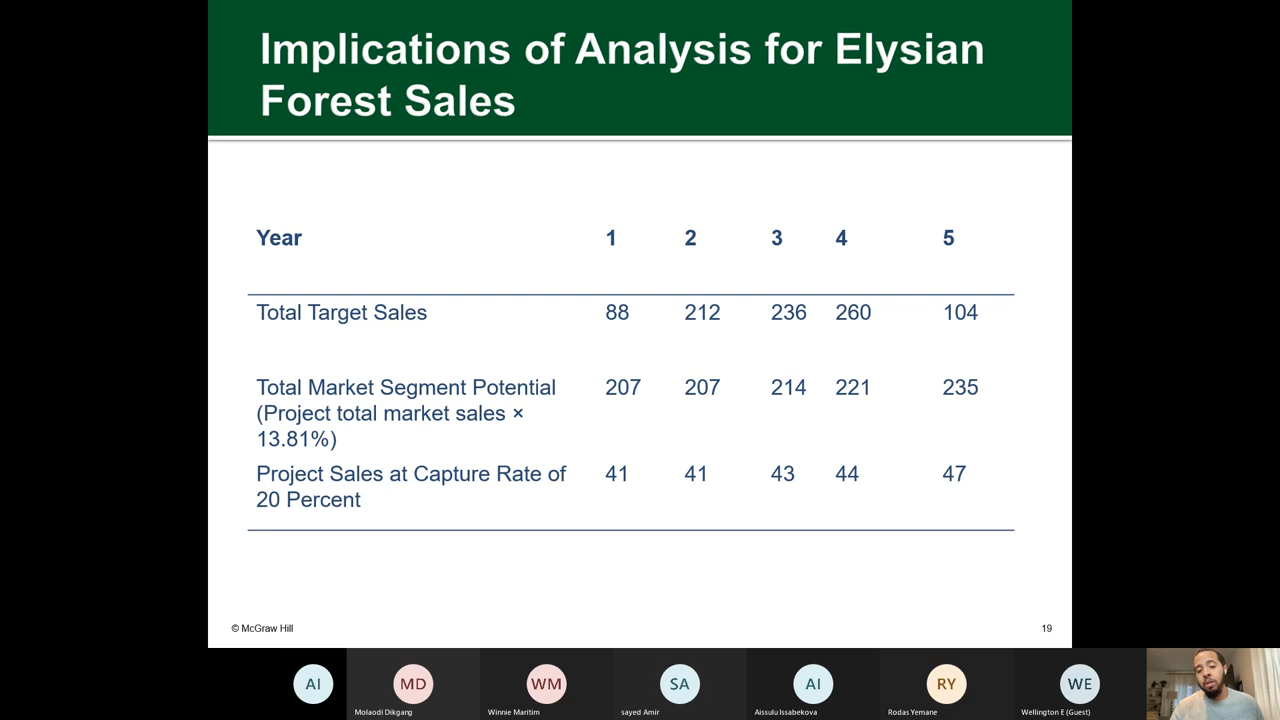 Implications of Analysis for Elysian
Forest Sales
Year 1 2 3 4 5
Total Target Sales 88 212 236 260 104
Total Market Segment Potential 207 207 214 221 235
(Project total market sales ×
13.81%)
Project Sales at Capture Rate of 41 41 43 44 47
20 Percent
© McGraw Hill 19
AI MD WM SA AI RY WE
Molaodi Dikgang Winnie Maritim sayed Amir Aissulu Issabekova Rodas Yemane Wellington E (Guest)